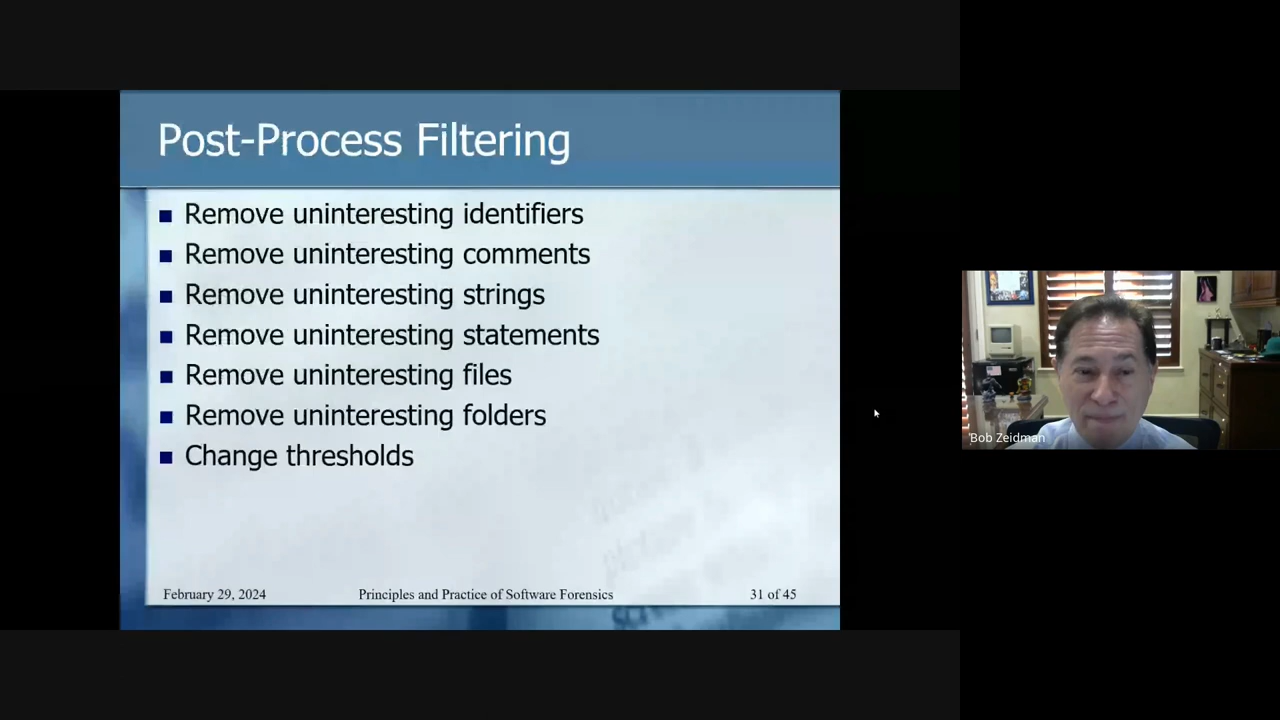 Post-Process Filtering
Remove uninteresting identifiers
Remove uninteresting comments
Remove uninteresting strings
Remove uninteresting statements
Remove uninteresting files
Remove uninteresting folders
Change thresholds
February 29, 2024 Principles and Practice of Software Forensics 31 of 45
Bob Zeidman